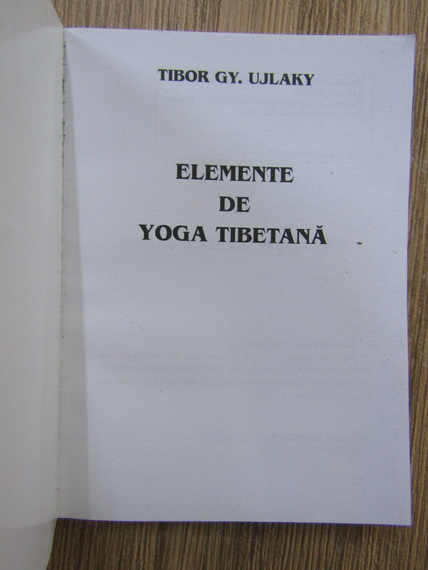 TIBOR GY. UJLAKY
ELEMENTE
DE
YOGA TIBETANĂ